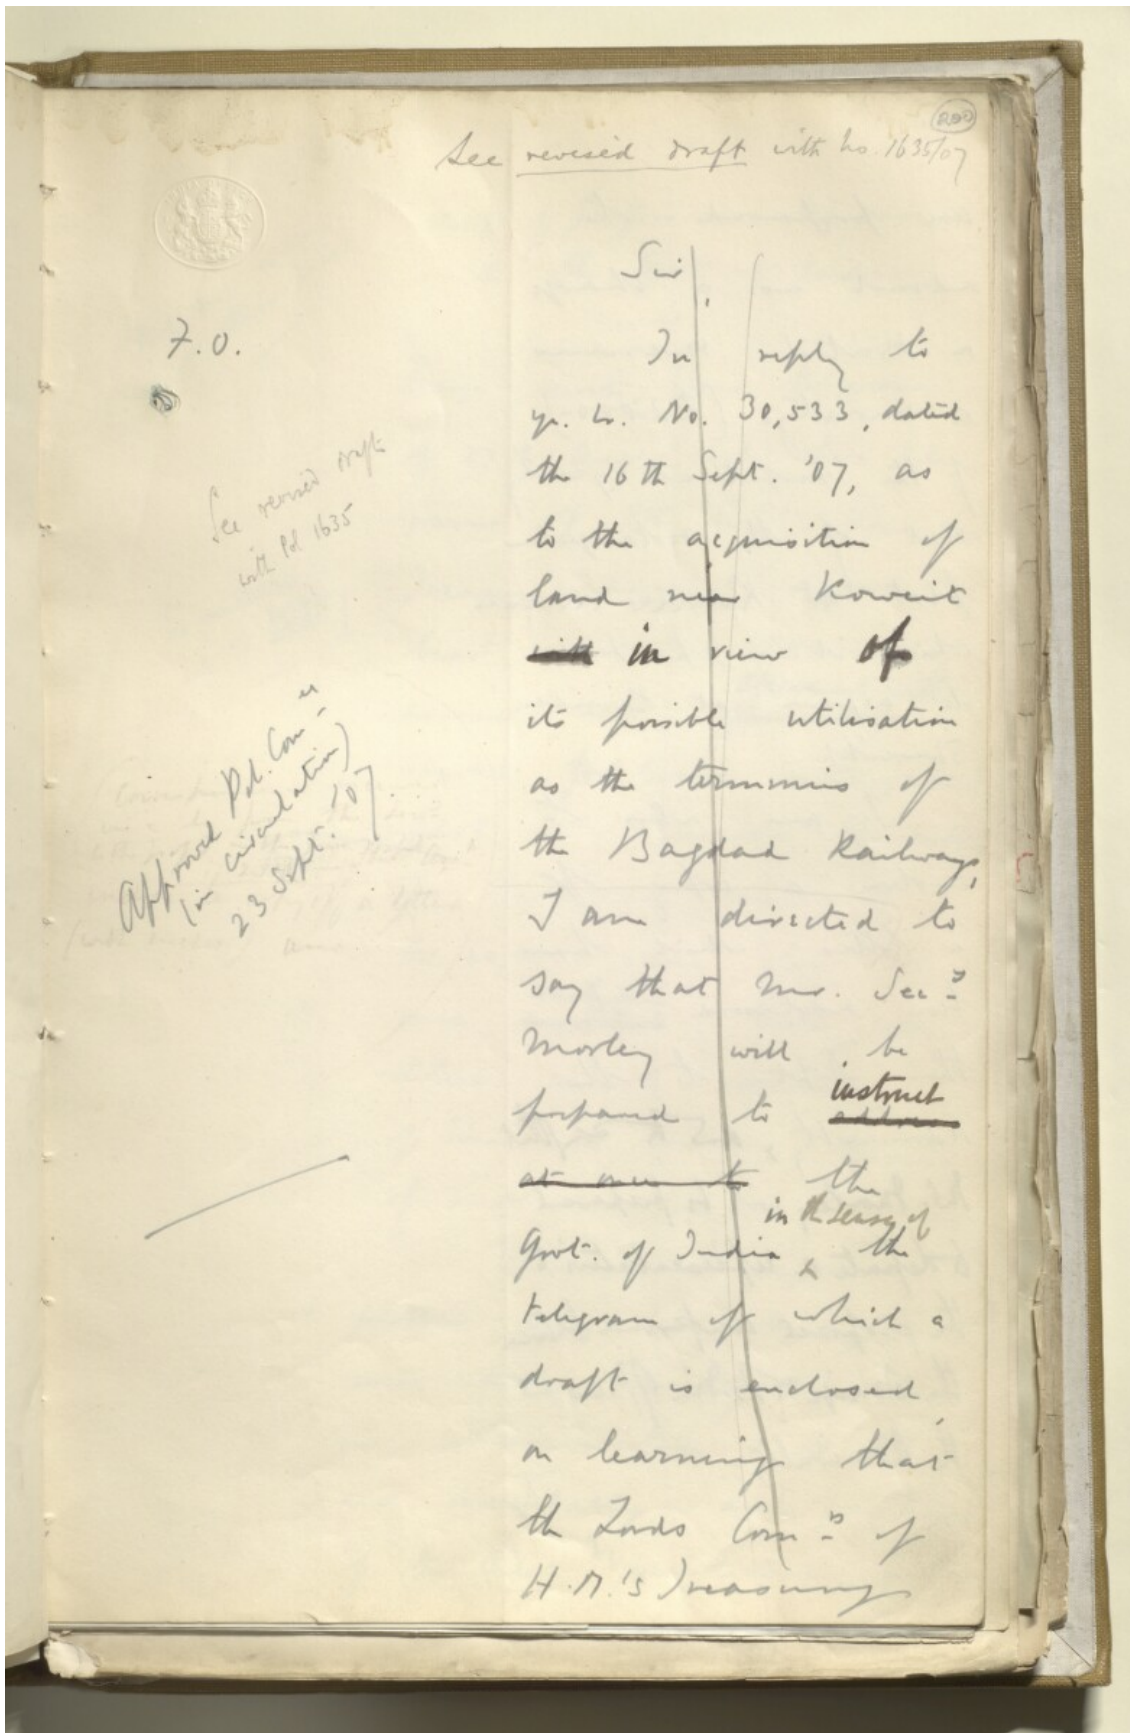 See revised draft with No. 1635/07
F.O.
See revised draft
with Pol 1635
Approved Pol. Com^ee
(in circulation)
23 Sept. '07
Sir,
In reply to
yr. Lr. No. 30,533, dated
the 16th Sept. '07, as
to the acquisition of
land near Koweit
with in view of
its possible utilisation
as the terminus of
the Bagdad Railway,
I am directed to
say that Mr. Sec^y
Morley will be
instruct
prepared to address
at once to the
in the sense of
Govt. of India ^ the
telegram of which a
draft is enclosed,
on learning that
the Lords Com^rs of
H.M.'s Treasury